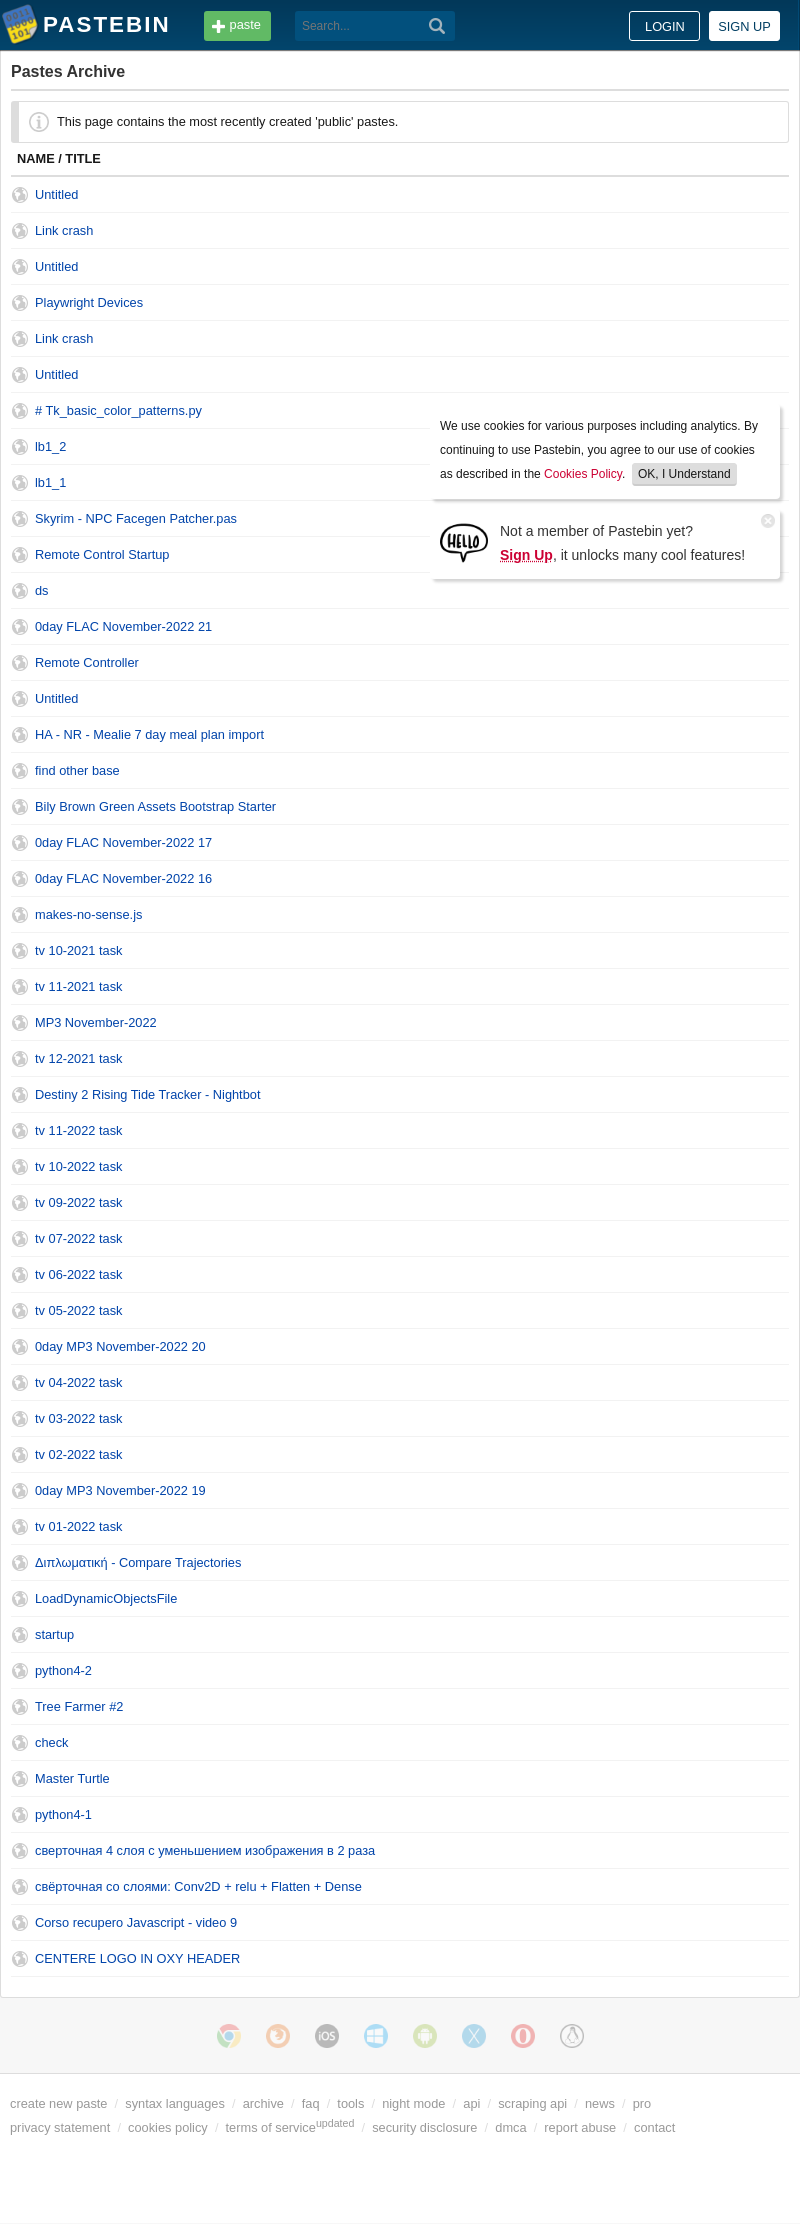 PASTEBIN
paste
Search...
LOGIN
SIGN UP
Pastes Archive
This page contains the most recently created 'public' pastes.
NAME / TITLE
Untitled
Link crash
Untitled
Playwright Devices
Link crash
Untitled
# Tk_basic_color_patterns.py
lb1_2
lb1_1
Skyrim - NPC Facegen Patcher.pas
Remote Control Startup
ds
0day FLAC November-2022 21
Remote Controller
Untitled
HA - NR - Mealie 7 day meal plan import
find other base
Bily Brown Green Assets Bootstrap Starter
0day FLAC November-2022 17
0day FLAC November-2022 16
makes-no-sense.js
tv 10-2021 task
tv 11-2021 task
MP3 November-2022
tv 12-2021 task
Destiny 2 Rising Tide Tracker - Nightbot
tv 11-2022 task
tv 10-2022 task
tv 09-2022 task
tv 07-2022 task
tv 06-2022 task
tv 05-2022 task
0day MP3 November-2022 20
tv 04-2022 task
tv 03-2022 task
tv 02-2022 task
0day MP3 November-2022 19
tv 01-2022 task
Διπλωματική - Compare Trajectories
LoadDynamicObjectsFile
startup
python4-2
Tree Farmer #2
check
Master Turtle
python4-1
сверточная 4 слоя с уменьшением изображения в 2 раза
свёрточная со слоями: Conv2D + relu + Flatten + Dense
Corso recupero Javascript - video 9
CENTERE LOGO IN OXY HEADER
We use cookies for various purposes including analytics. By
continuing to use Pastebin, you agree to our use of cookies
as described in the Cookies Policy. OK, I Understand
HELLO
Not a member of Pastebin yet?
Sign Up, it unlocks many cool features!
iOS
create new paste / syntax languages / archive / faq / tools / night mode / api / scraping api / news / pro
privacy statement / cookies policy / terms of service updated / security disclosure / dmca / report abuse / contact